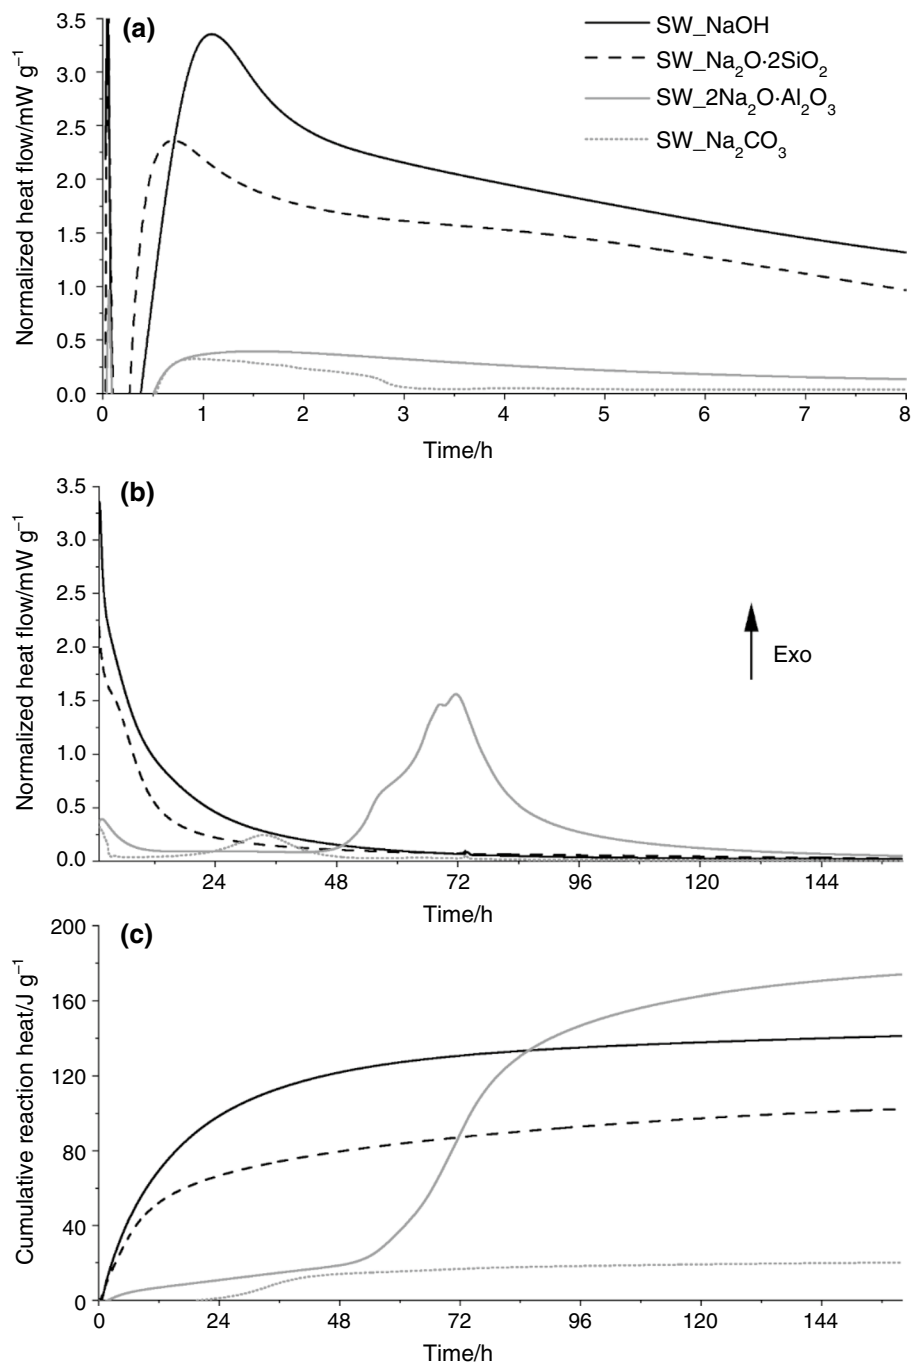 (a)
SW_NaOH
SW_Na₂O·2SiO₂
SW_2Na₂O·Al₂O₃
SW_Na₂CO₃
Normalized heat flow/mW g⁻¹
3.5
3.0
2.5
2.0
1.5
1.0
0.5
0.0
0 1 2 3 4 5 6 7 8
Time/h
(b)
Normalized heat flow/mW g⁻¹
3.5
3.0
2.5
2.0
1.5
1.0
0.5
0.0
Exo
24 48 72 96 120 144
Time/h
(c)
Cumulative reaction heat/J g⁻¹
200
160
120
80
40
0
0 24 48 72 96 120 144
Time/h